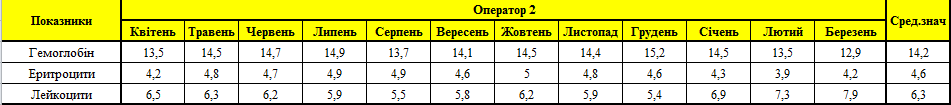 Показники Оператор 2 Сред.знач
Квітень Травень Червень Липень Серпень Вересень Жовтень Листопад Грудень Січень Лютий Березень
Гемоглобін 13,5 14,5 14,7 14,9 13,7 14,1 14,5 14,4 15,2 14,5 13,5 12,9 14,2
Еритроцити 4,2 4,8 4,7 4,9 4,9 4,6 5 4,8 4,6 4,3 3,9 4,2 4,6
Лейкоцити 6,5 6,3 6,2 5,9 5,5 5,8 6,2 5,9 5,4 6,9 7,3 7,9 6,3